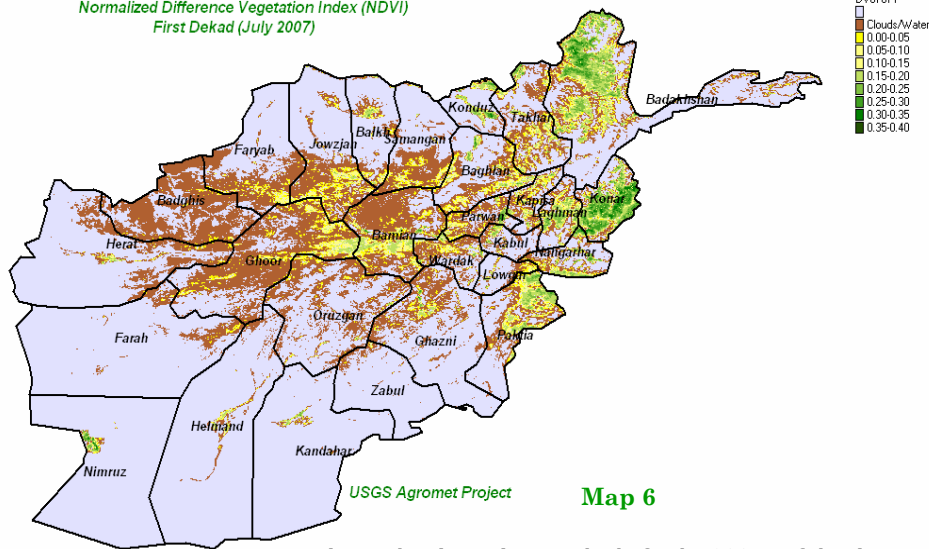 Normalized Difference Vegetation Index (NDVI)
First Dekad (July 2007)
Clouds/Water
0.00-0.05
0.05-0.10
0.10-0.15
0.15-0.20
0.20-0.25
0.25-0.30
0.30-0.35
0.35-0.40
Badakhshan
Konduz
Takhar
Balkh
Samangan
Jowzjan
Faryab
Baghlan
Badghis
Kapisa
Konar
Laghman
Parwan
Bamian
Kabul
Herat
Nangarhar
Ghoor
Wardak
Lowgar
Oruzgan
Farah
Ghazni
Paktia
Zabul
Helmand
Kandahar
Nimruz
USGS Agromet Project
Map 6